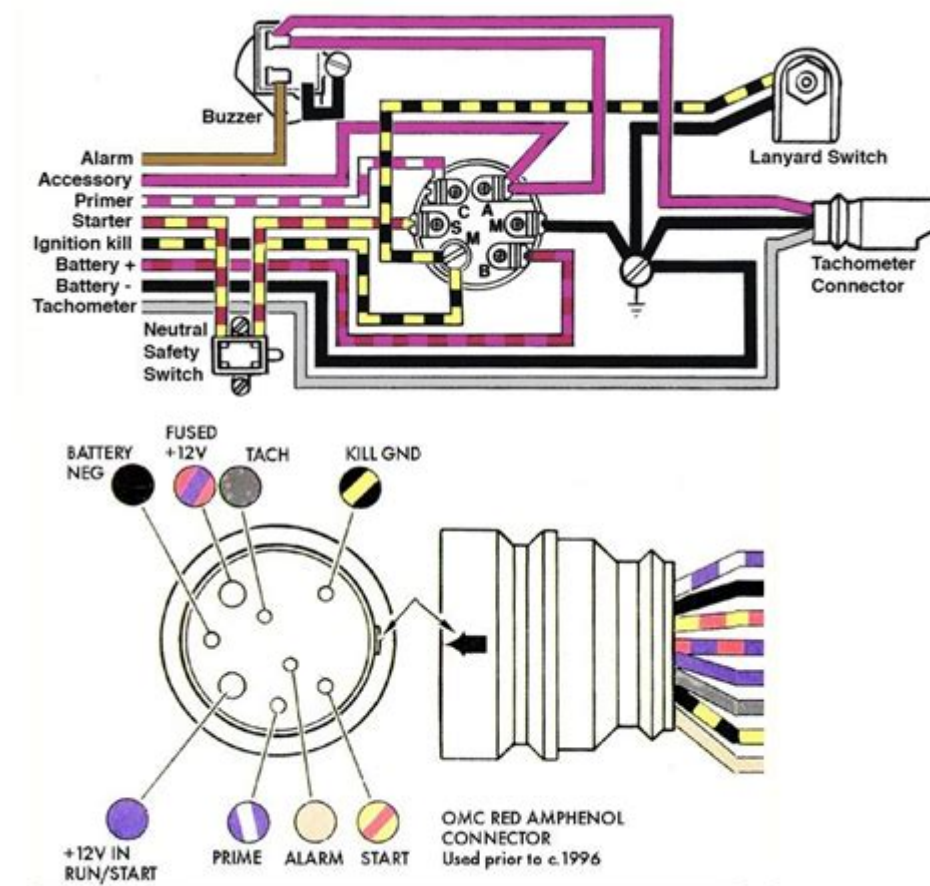 Buzzer
Lanyard Switch
Alarm
Accessory
Primer
Starter
Ignition kill
Battery +
Battery -
Tachometer
C A
S M
M
B
Tachometer
Connector
Neutral
Safety
Switch
BATTERY
NEG
FUSED
+12V
TACH
KILL GND
+12V IN
RUN/START
PRIME
ALARM
START
OMC RED AMPHENOL
CONNECTOR
Used prior to c.1996